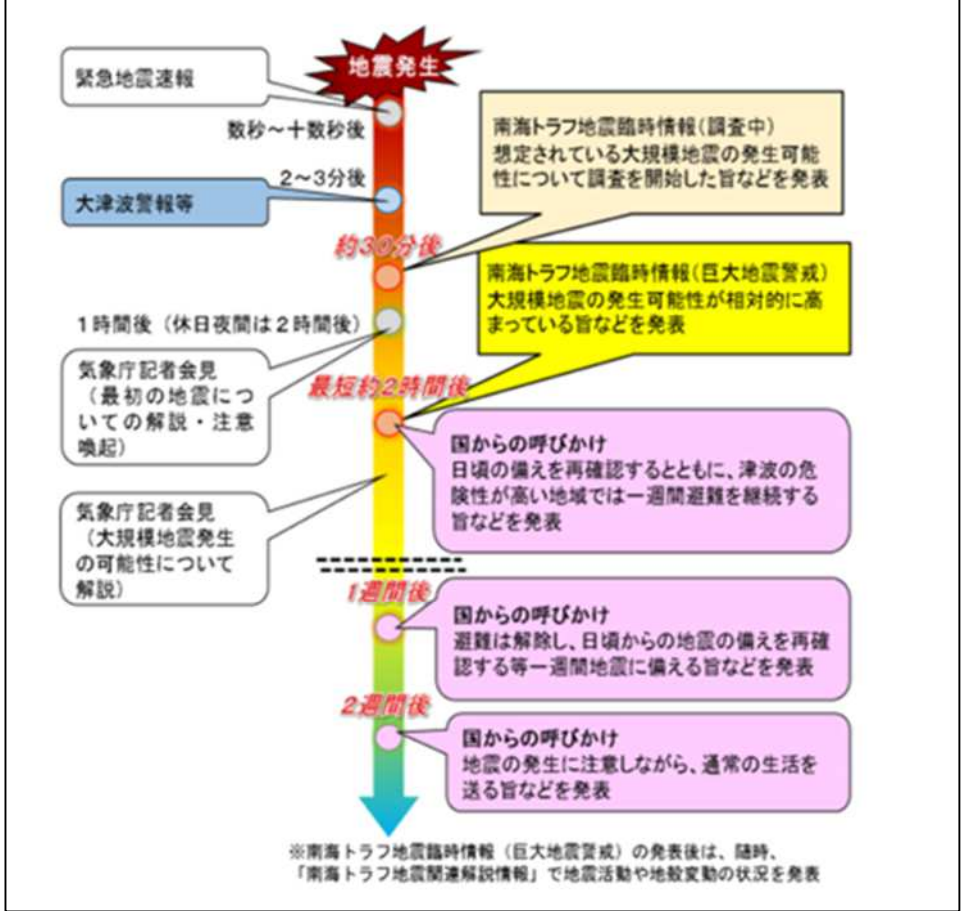 地震発生
緊急地震速報
数秒～十数秒後
2～3分後
大津波警報等
約30分後
南海トラフ地震臨時情報(調査中)
想定されている大規模地震の発生可能
性について調査を開始した旨などを発表
1時間後（休日夜間は2時間後）
気象庁記者会見
（最初の地震につ
いての解説・注意
喚起）
最短約2時間後
南海トラフ地震臨時情報(巨大地震警戒)
大規模地震の発生可能性が相対的に高
まっている旨などを発表
国からの呼びかけ
日頃の備えを再確認するとともに、津波の危
険性が高い地域では一週間避難を継続する
旨などを発表
気象庁記者会見
（大規模地震発生
の可能性について
解説）
1週間後
国からの呼びかけ
避難は解除し、日頃からの地震の備えを再確
認する等一週間地震に備える旨などを発表
2週間後
国からの呼びかけ
地震の発生に注意しながら、通常の生活を
送る旨などを発表
※南海トラフ地震臨時情報（巨大地震警戒）の発表後は、随時、
「南海トラフ地震関連解説情報」で地震活動や地殻変動の状況を発表